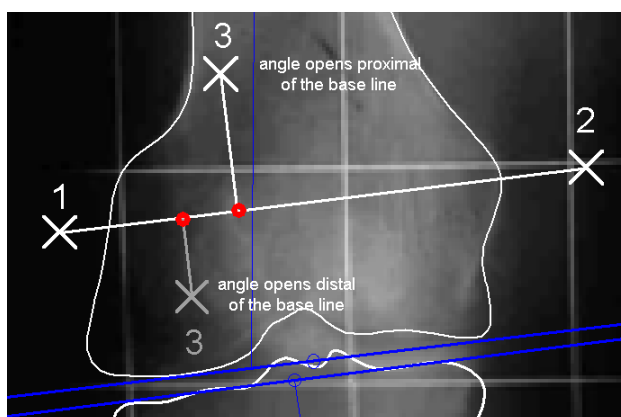 3
angle opens proximal
of the base line
2
1
angle opens distal
of the base line
3